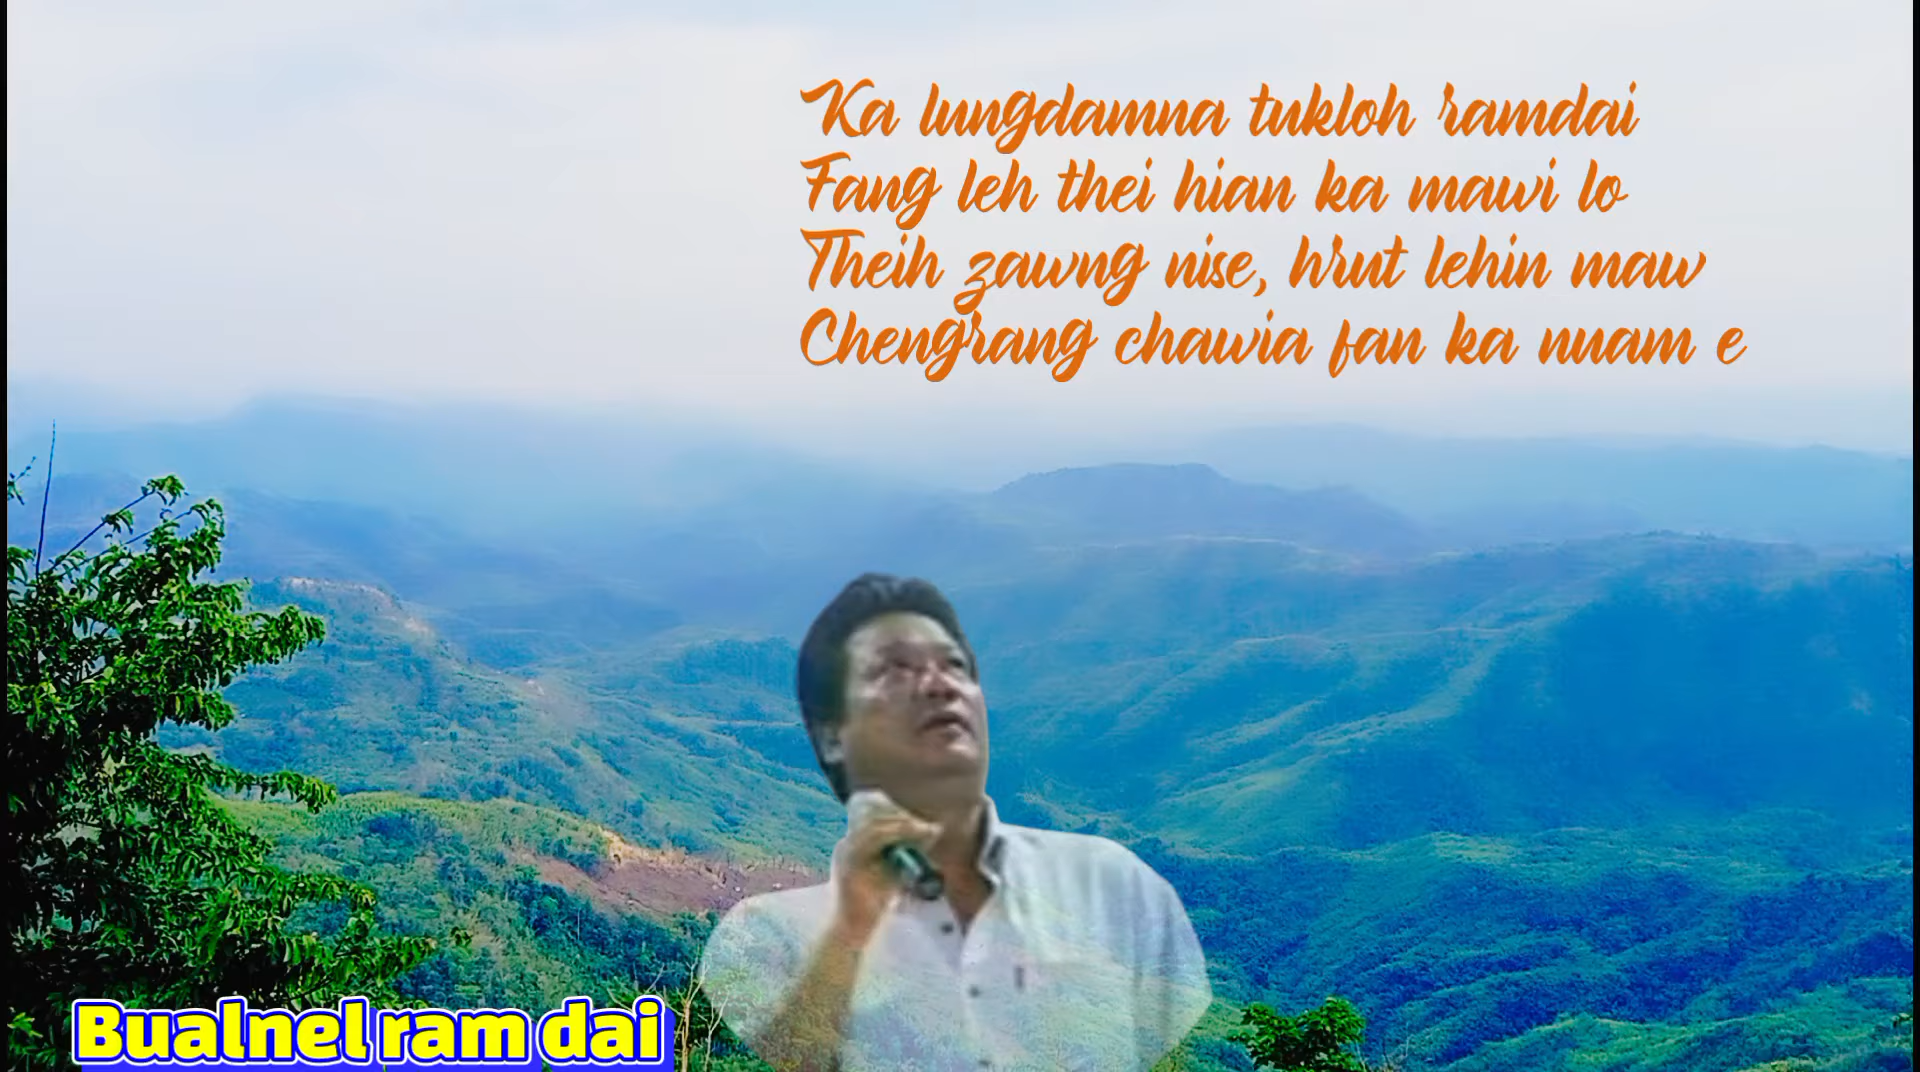 Ka lungdamna tukloh ramdai
Fang leh thei hian ka mawi lo
Theih zawng nise, hrut lehin maw
Chengrang chawia fan ka nuam e
Bualnel ram dai